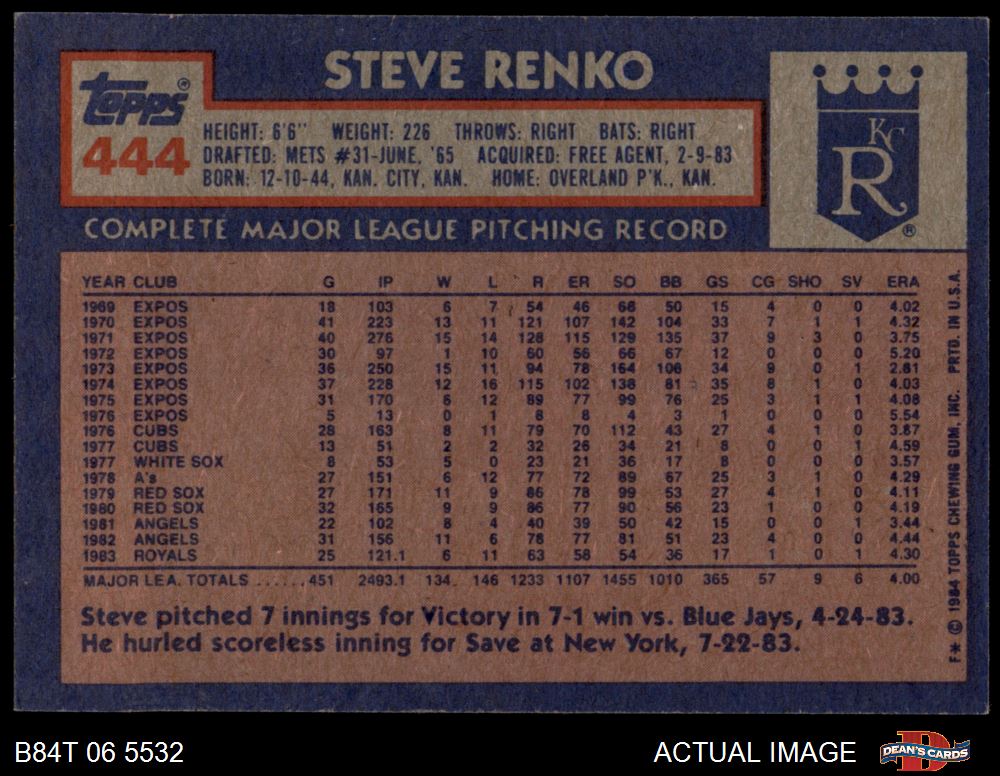 STEVE RENKO
topps®
444
HEIGHT: 6'6" WEIGHT: 226 THROWS: RIGHT BATS: RIGHT
DRAFTED: METS #31-JUNE, '65 ACQUIRED: FREE AGENT, 2-9-83
BORN: 12-10-44, KAN. CITY, KAN. HOME: OVERLAND P'K., KAN.
KC
R®
COMPLETE MAJOR LEAGUE PITCHING RECORD
YEAR CLUB G IP W L R ER SO BB GS CG SHO SV ERA
1969 EXPOS 18 103 6 7 54 46 68 50 15 4 0 0 4.02
1970 EXPOS 41 223 13 11 121 107 142 104 33 7 1 1 4.32
1971 EXPOS 40 276 15 14 128 115 129 135 37 9 3 0 3.75
1972 EXPOS 30 97 1 10 60 56 66 67 12 0 0 0 5.20
1973 EXPOS 36 250 15 11 94 78 164 108 34 9 0 1 2.81
1974 EXPOS 37 228 12 16 115 102 138 81 35 8 1 0 4.03
1975 EXPOS 31 170 6 12 89 77 99 76 25 3 1 1 4.08
1976 EXPOS 5 13 0 1 8 8 4 3 1 0 0 0 5.54
1976 CUBS 28 163 8 11 79 70 112 43 27 4 1 0 3.87
1977 CUBS 13 51 2 2 32 26 34 21 8 0 0 1 4.59
1977 WHITE SOX 8 53 5 0 23 21 36 17 8 0 0 0 3.57
1978 A's 27 151 6 12 77 72 89 67 25 3 1 0 4.29
1979 RED SOX 27 171 11 9 86 78 99 53 27 4 1 0 4.11
1980 RED SOX 32 165 9 9 86 77 90 56 23 1 0 0 4.19
1981 ANGELS 22 102 8 4 40 39 50 42 15 0 0 1 3.44
1982 ANGELS 31 156 11 6 78 77 81 51 23 4 0 0 4.44
1983 ROYALS 25 121.1 6 11 63 58 54 36 17 1 0 1 4.30
MAJOR LEA. TOTALS ......451 2493.1 134. 146 1233 1107 1455 1010 365 57 9 6 4.00
Steve pitched 7 innings for Victory in 7-1 win vs. Blue Jays, 4-24-83.
He hurled scoreless inning for Save at New York, 7-22-83.
F* © 1984 TOPPS CHEWING GUM, INC. PRTD. IN U.S.A.
B84T 06 5532
ACTUAL IMAGE
D
DEAN'S CARDS